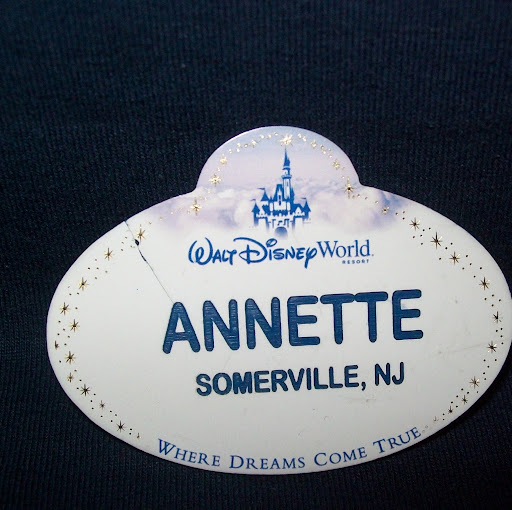 Walt Disney World
RESORT
ANNETTE
SOMERVILLE, NJ
WHERE DREAMS COME TRUE